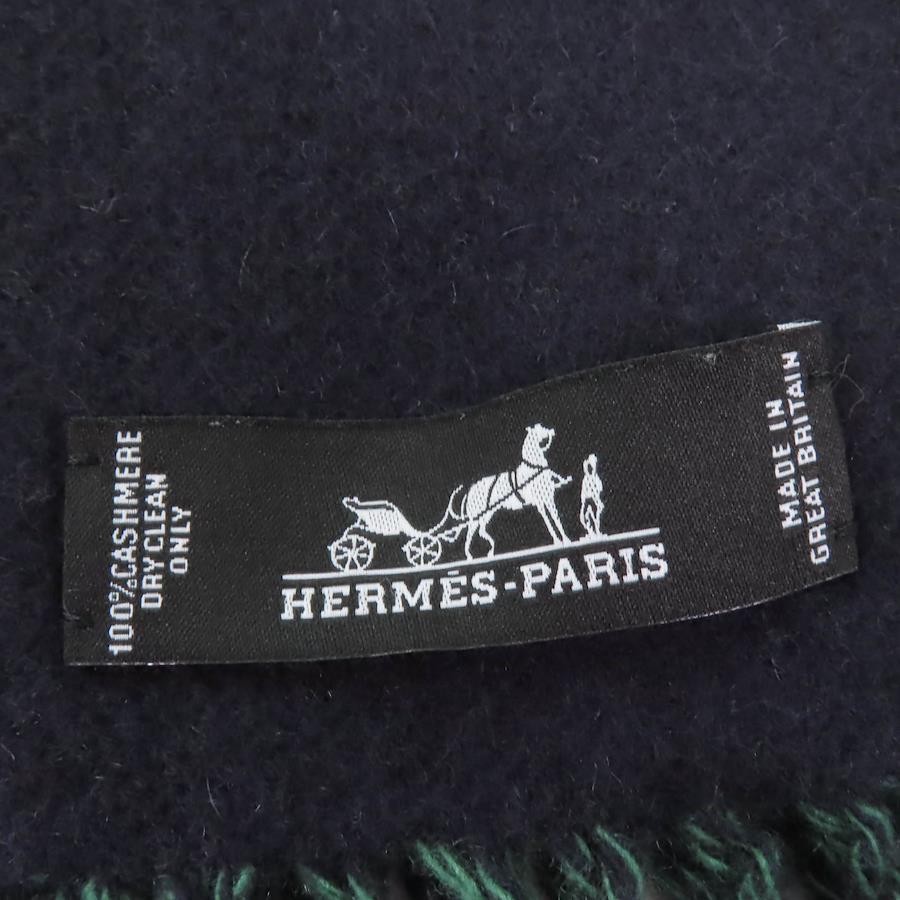 100%CASHMERE
DRY CLEAN
ONLY
HERMÈS-PARIS
MADE IN
GREAT BRITAIN